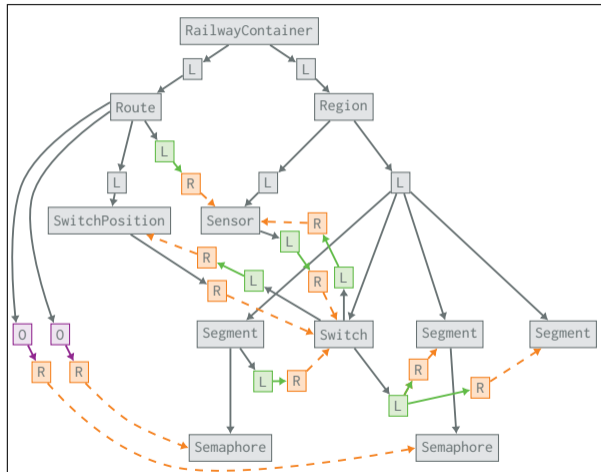 RailwayContainer
L
L
Route
Region
L
R
L
L
L
SwitchPosition
Sensor
R
L
R
L
R
L
R
O
O
Segment
Switch
Segment
Segment
R
R
L
R
R
R
L
Semaphore
Semaphore